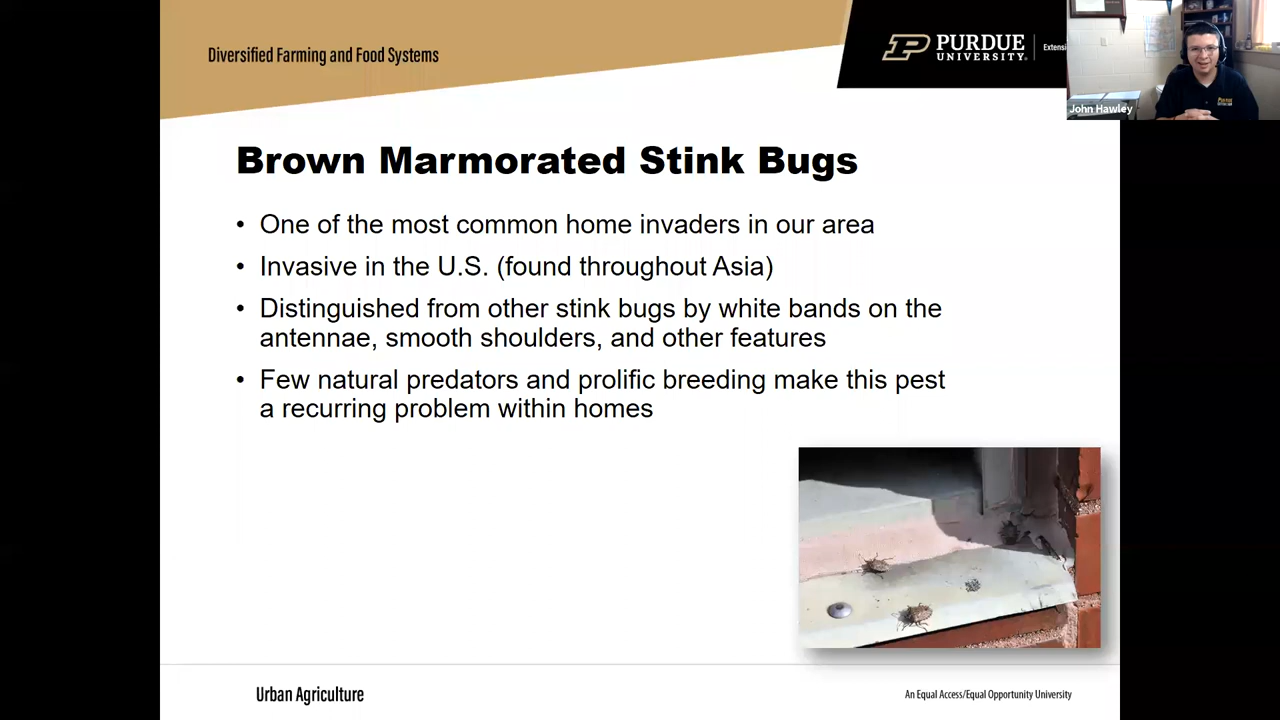 Diversified Farming and Food Systems
PURDUE
UNIVERSITY®
John Hawley
Brown Marmorated Stink Bugs
• One of the most common home invaders in our area
• Invasive in the U.S. (found throughout Asia)
• Distinguished from other stink bugs by white bands on the
antennae, smooth shoulders, and other features
• Few natural predators and prolific breeding make this pest
a recurring problem within homes
Urban Agriculture
An Equal Access/Equal Opportunity University